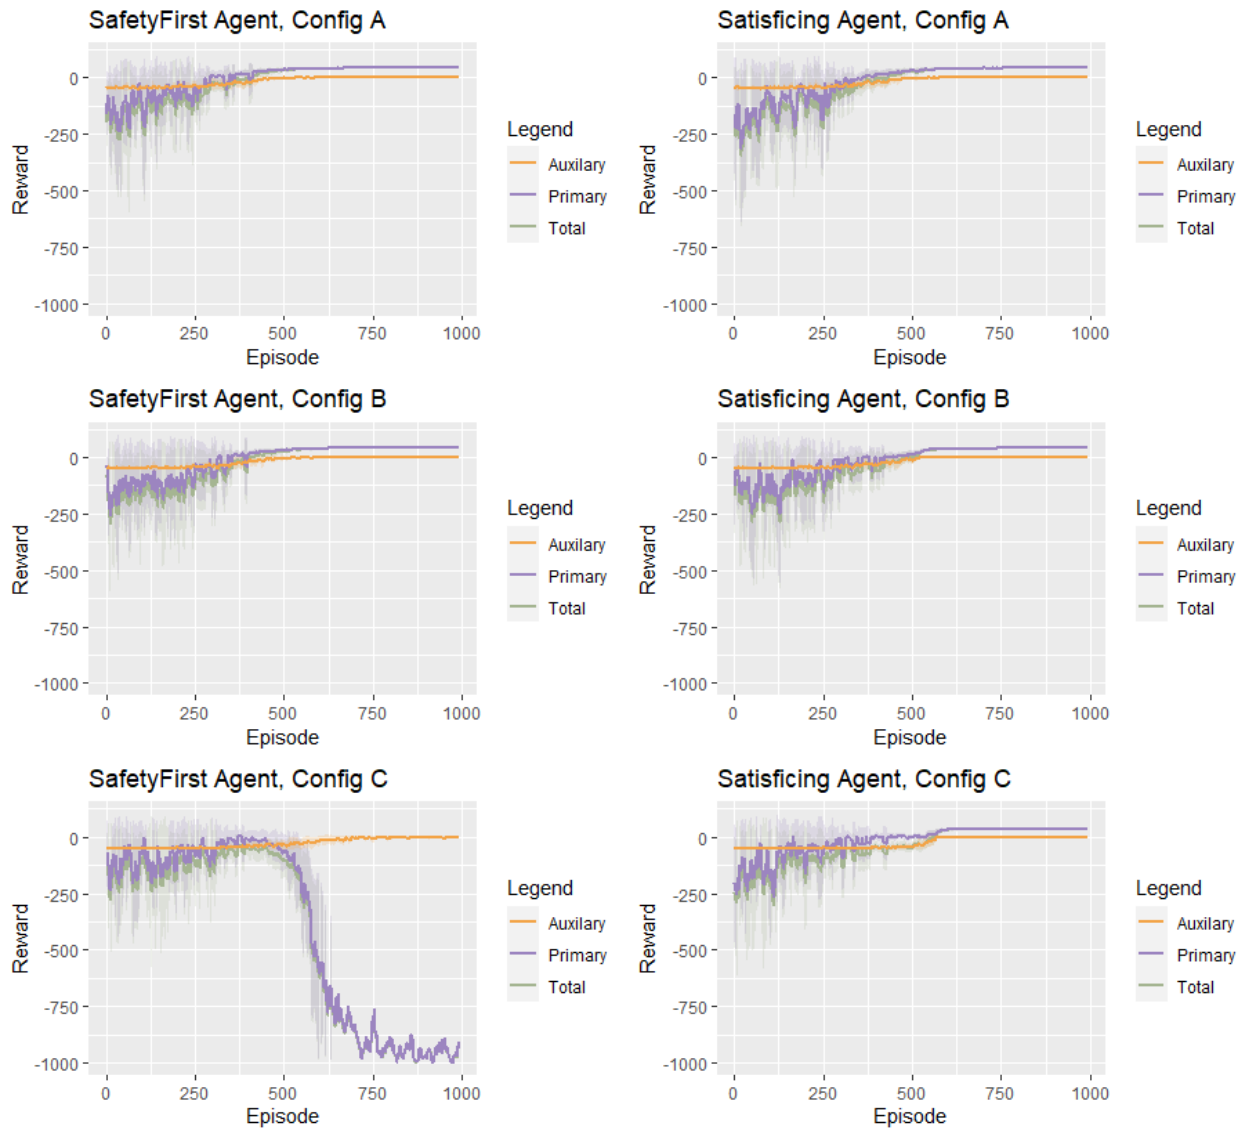 SafetyFirst Agent, Config A
0
-250
-500
-750
-1000
Reward
0 250 500 750 1000
Episode
Legend
Auxilary
Primary
Total
Satisficing Agent, Config A
0
-250
-500
-750
-1000
Reward
0 250 500 750 1000
Episode
Legend
Auxilary
Primary
Total
SafetyFirst Agent, Config B
0
-250
-500
-750
-1000
Reward
0 250 500 750 1000
Episode
Legend
Auxilary
Primary
Total
Satisficing Agent, Config B
0
-250
-500
-750
-1000
Reward
0 250 500 750 1000
Episode
Legend
Auxilary
Primary
Total
SafetyFirst Agent, Config C
0
-250
-500
-750
-1000
Reward
0 250 500 750 1000
Episode
Legend
Auxilary
Primary
Total
Satisficing Agent, Config C
0
-250
-500
-750
-1000
Reward
0 250 500 750 1000
Episode
Legend
Auxilary
Primary
Total